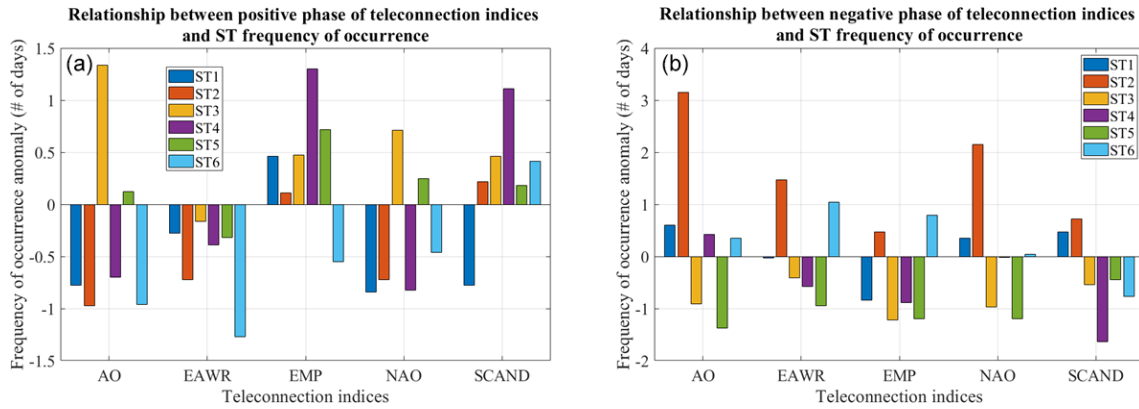 Relationship between positive phase of teleconnection indices
and ST frequency of occurrence
(a)
ST1
ST2
ST3
ST4
ST5
ST6
Frequency of occurrence anomaly (# of days)
1.5
1
0.5
0
-0.5
-1
-1.5
AO EAWR EMP NAO SCAND
Teleconnection indices
Relationship between negative phase of teleconnection indices
and ST frequency of occurrence
(b)
ST1
ST2
ST3
ST4
ST5
ST6
Frequency of occurrence anomaly (# of days)
4
3
2
1
0
-1
-2
AO EAWR EMP NAO SCAND
Teleconnection indices